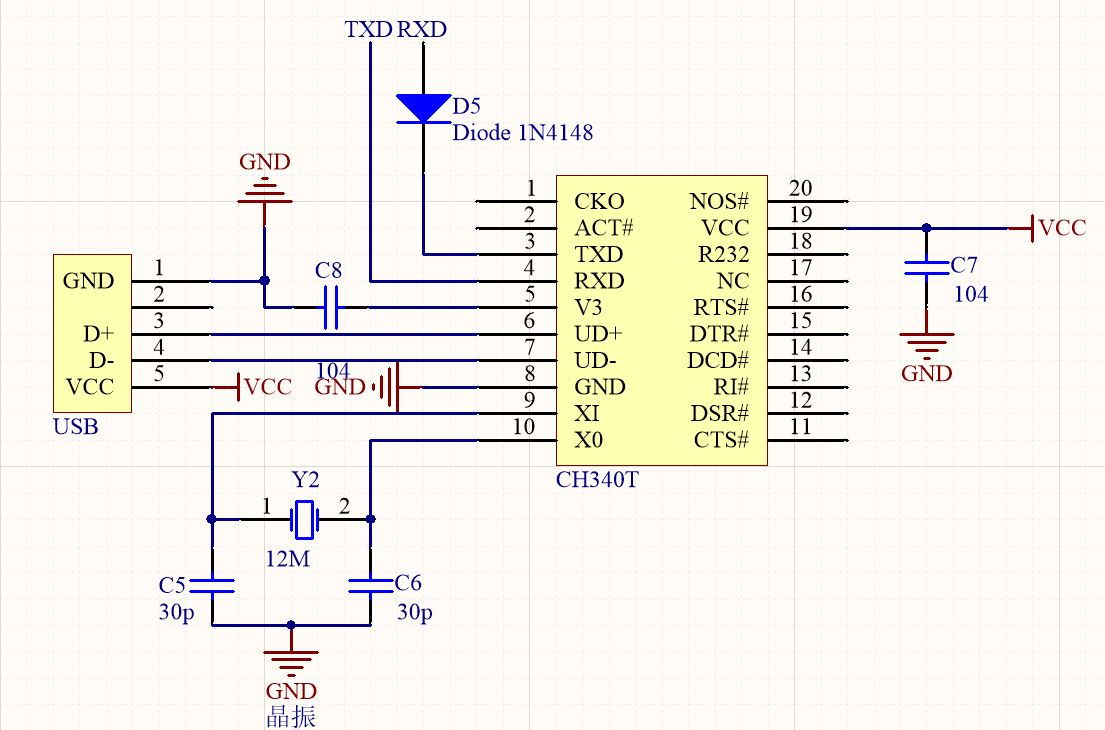 TXD RXD
D5
Diode 1N4148
GND
1 CKO NOS# 20
2 ACT# VCC 19 VCC
3 TXD R232 18
C8
C7
104
GND 1
4 RXD NC 17
2
5 V3 RTS# 16
D+ 3
6 UD+ DTR# 15
D- 4
7 UD- DCD# 14
104
GND
VCC 5 VCC GND
8 GND RI# 13
9 XI DSR# 12
10 X0 CTS# 11
USB
CH340T
Y2
1 2
12M
C5
30p
C6
30p
GND
晶振